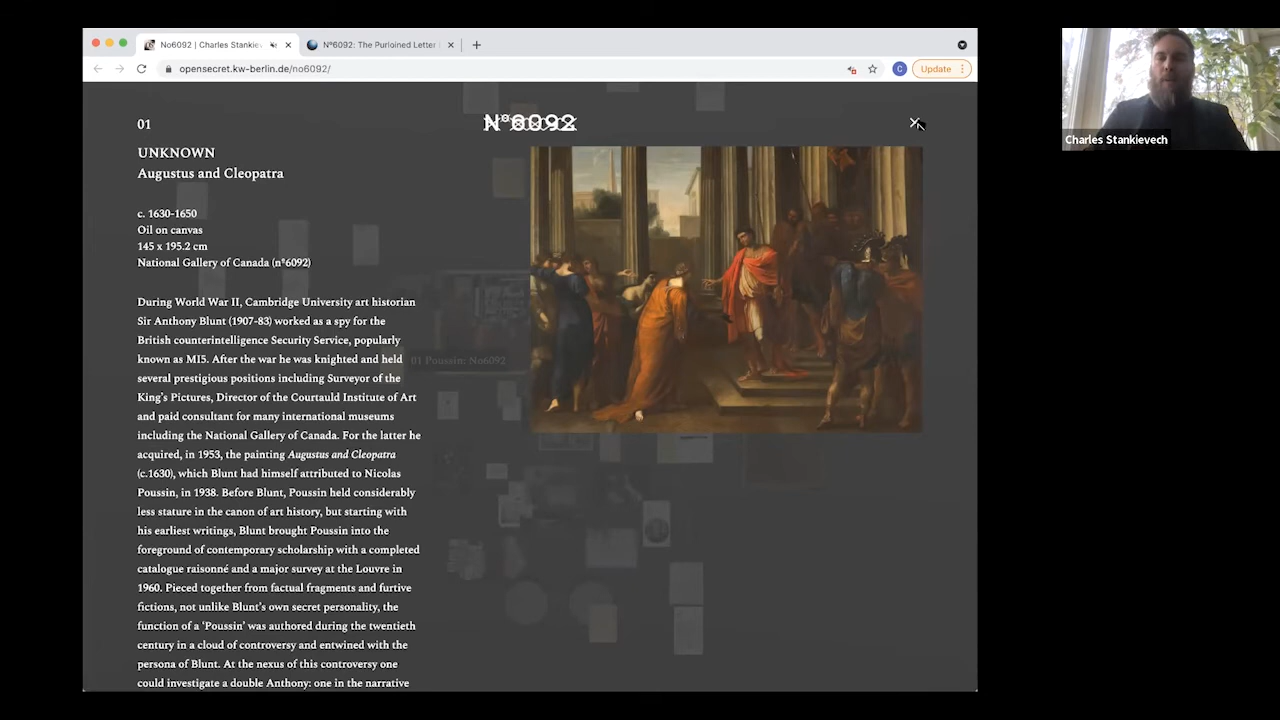 No6092 | Charles Stankiev
Nº6092: The Purloined Letter
opensecret.kw-berlin.de/no6092/
C
Update
Charles Stankievech
01
Nº6092
UNKNOWN
Augustus and Cleopatra
c. 1630-1650
Oil on canvas
145 x 195.2 cm
National Gallery of Canada (nº6092)
During World War II, Cambridge University art historian
Sir Anthony Blunt (1907-83) worked as a spy for the
British counterintelligence Security Service, popularly
known as MI5. After the war he was knighted and held
several prestigious positions including Surveyor of the
King's Pictures, Director of the Courtauld Institute of Art
and paid consultant for many international museums
including the National Gallery of Canada. For the latter he
acquired, in 1953, the painting Augustus and Cleopatra
(c.1630), which Blunt had himself attributed to Nicolas
Poussin, in 1938. Before Blunt, Poussin held considerably
less stature in the canon of art history, but starting with
his earliest writings, Blunt brought Poussin into the
foreground of contemporary scholarship with a completed
catalogue raisonné and a major survey at the Louvre in
1960. Pieced together from factual fragments and furtive
fictions, not unlike Blunt's own secret personality, the
function of a 'Poussin' was authored during the twentieth
century in a cloud of controversy and entwined with the
persona of Blunt. At the nexus of this controversy one
could investigate a double Anthony: one in the narrative
01 Poussin: No6092